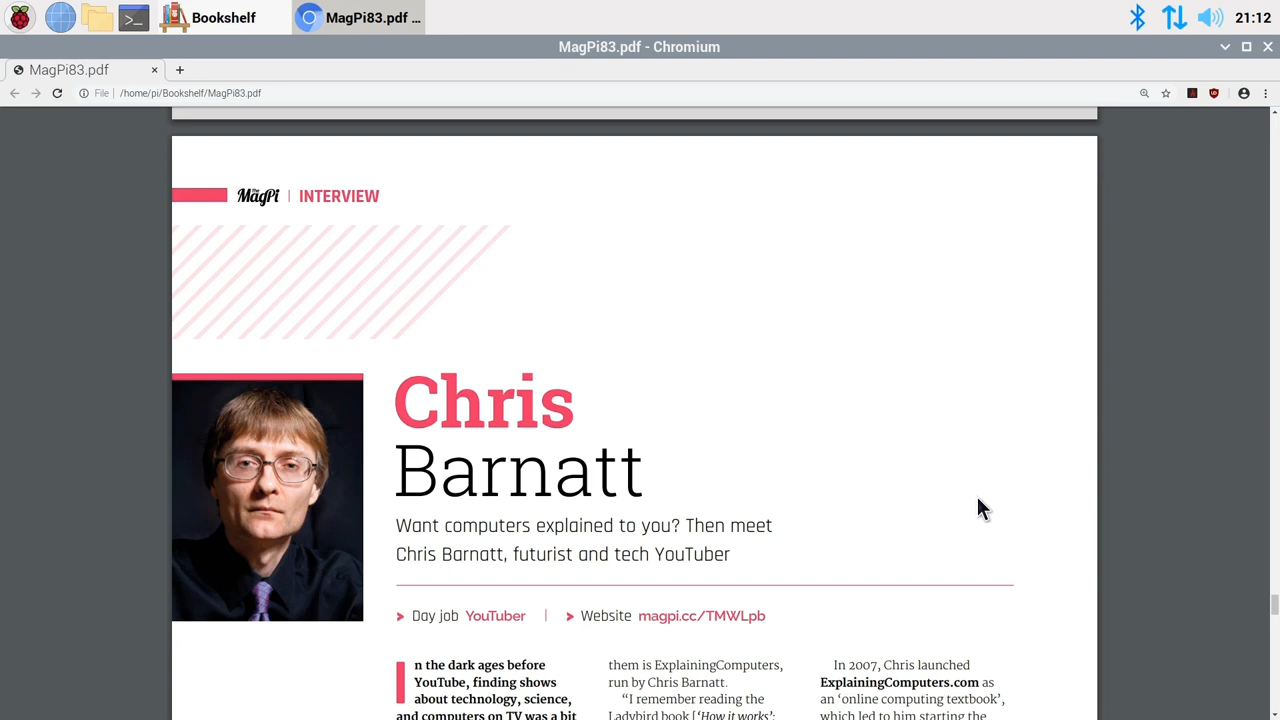 Bookshelf
MagPi83.pdf ...
21:12
MagPi83.pdf - Chromium
MagPi83.pdf
File
/home/pi/Bookshelf/MagPi83.pdf
The MagPi
INTERVIEW
Chris
Barnatt
Want computers explained to you? Then meet
Chris Barnatt, futurist and tech YouTuber
Day job YouTuber
Website magpi.cc/TMWLpb
In the dark ages before
YouTube, finding shows
about technology, science,
and computers on TV was a bit
them is ExplainingComputers,
run by Chris Barnatt.
“I remember reading the
Ladybird book [‘How it works’:
In 2007, Chris launched
ExplainingComputers.com as
an ‘online computing textbook’,
which led to him starting the